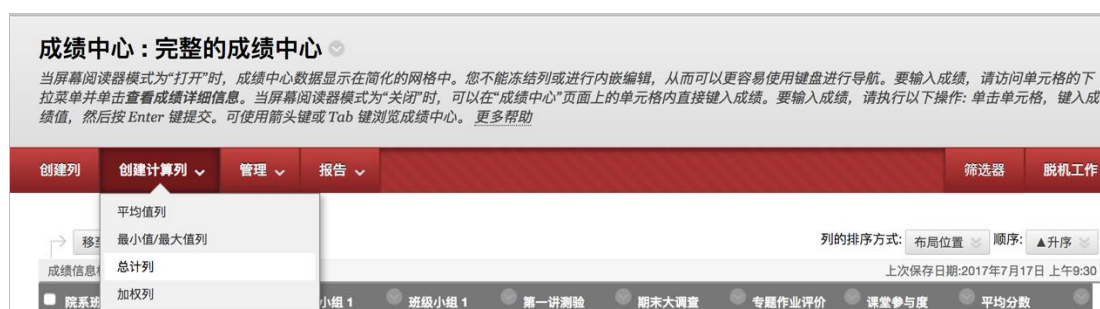 成绩中心 : 完整的成绩中心
当屏幕阅读器模式为“打开”时，成绩中心数据显示在简化的网格中。您不能冻结列或进行内嵌编辑，从而可以更容易使用键盘进行导航。要输入成绩，请访问单元格的下
拉菜单并单击查看成绩详细信息。当屏幕阅读器模式为“关闭”时，可以在“成绩中心”页面上的单元格内直接键入成绩。要输入成绩，请执行以下操作: 单击单元格，键入成
绩值，然后按 Enter 键提交。可使用箭头键或 Tab 键浏览成绩中心。 更多帮助
创建列 创建计算列 管理 报告 筛选器 脱机工作
平均值列
移至 最小值/最大值列 列的排序方式: 布局位置 顺序: ▲升序
成绩信息 总计列 上次保存日期:2017年7月17日 上午9:30
加权列
院系班 小组 1 班级小组 1 第一讲测验 期末大调查 专题作业评价 课堂参与度 平均分数